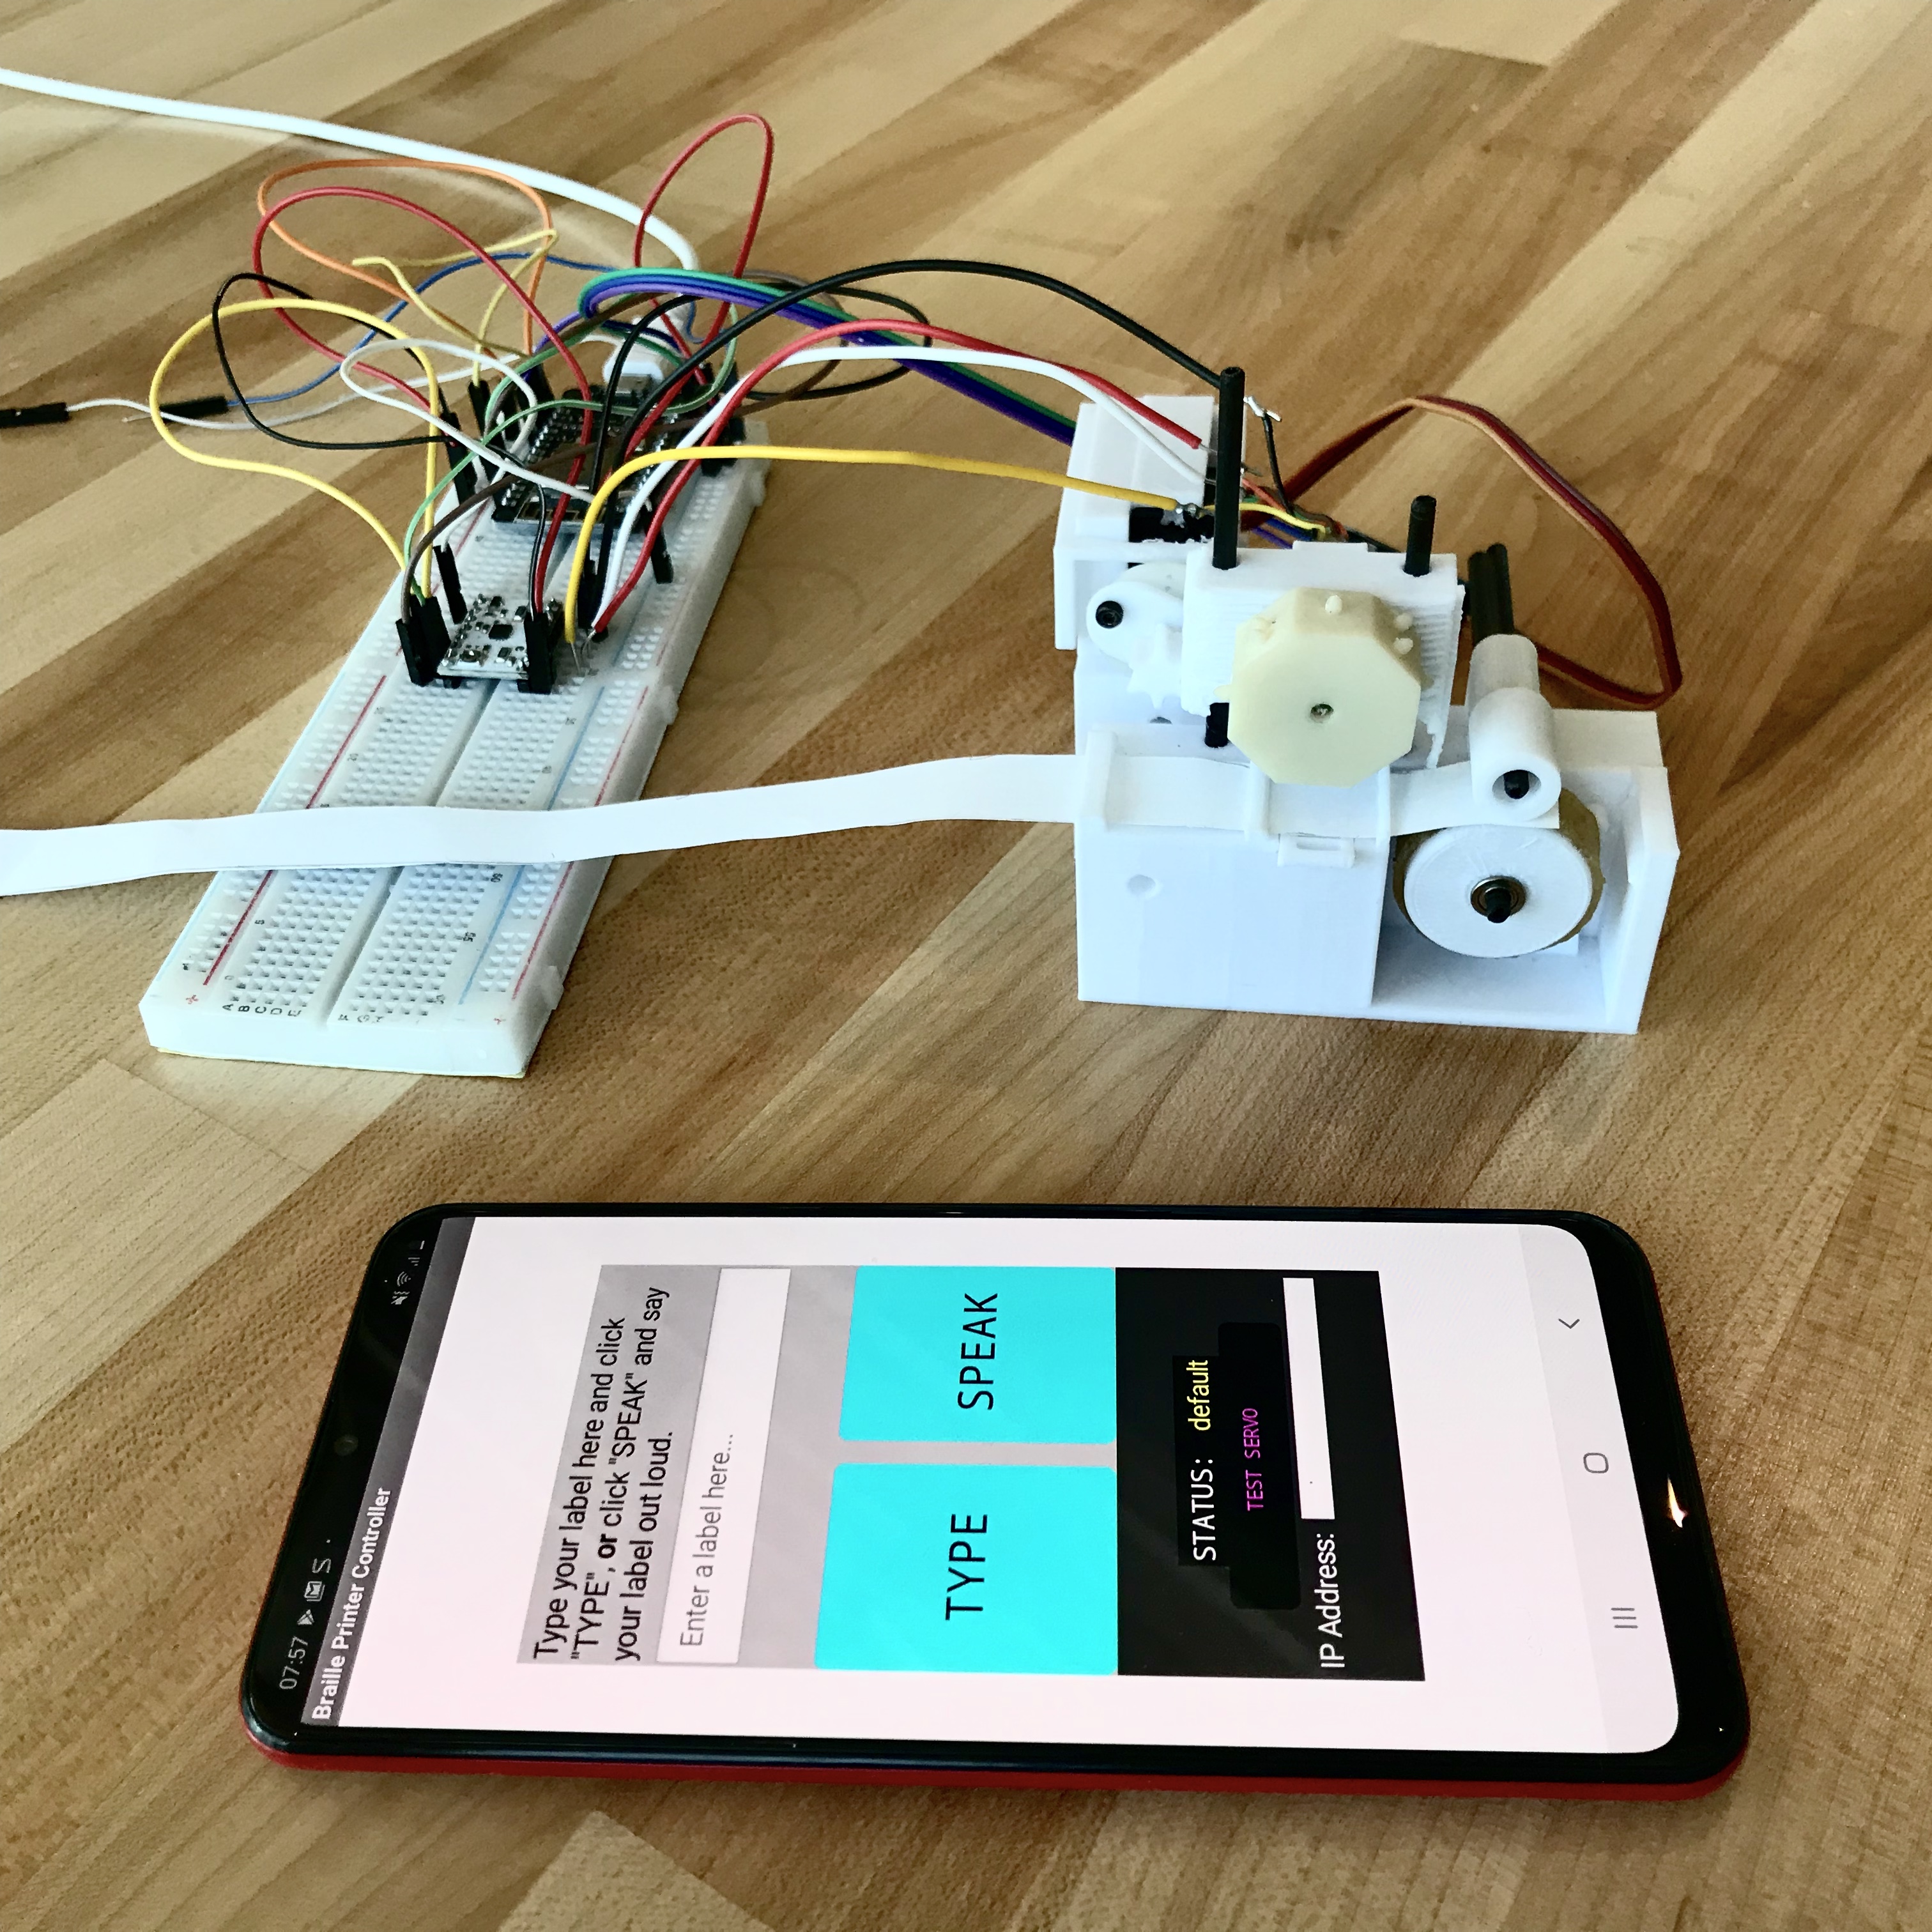 07:57
Braille Printer Controller
Type your label here and click
"TYPE", or click "SPEAK" and say
your label out loud.
Enter a label here...
TYPE SPEAK
STATUS: default
TEST SERVO
IP Address:
A
B
C
D
E